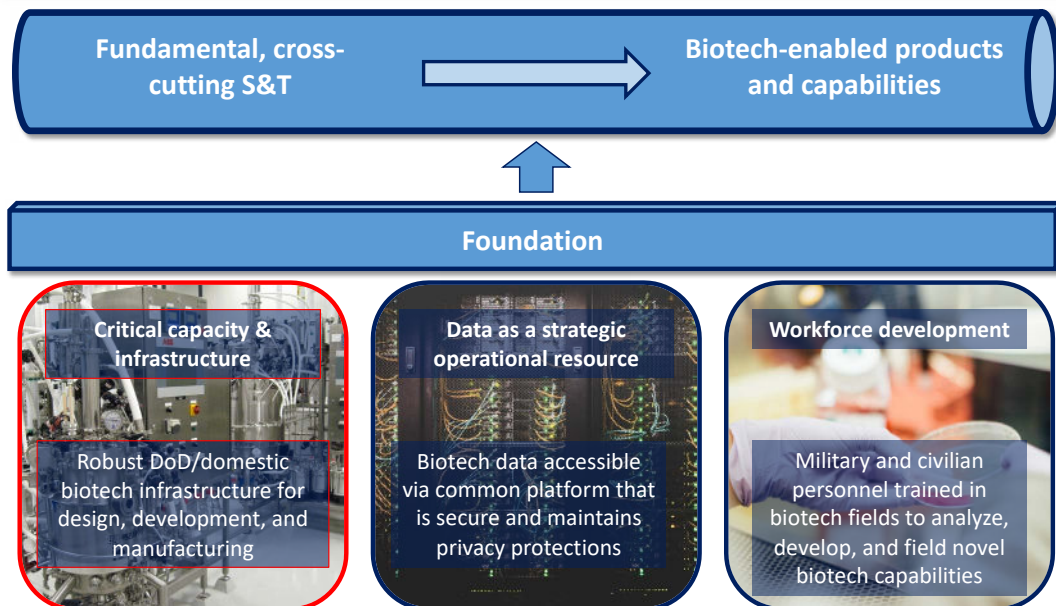 Fundamental, cross-
cutting S&T
Biotech-enabled products
and capabilities
Foundation
Critical capacity &
infrastructure
Data as a strategic
operational resource
Workforce development
Robust DoD/domestic
biotech infrastructure for
design, development, and
manufacturing
Biotech data accessible
via common platform that
is secure and maintains
privacy protections
Military and civilian
personnel trained in
biotech fields to analyze,
develop, and field novel
biotech capabilities
ABB